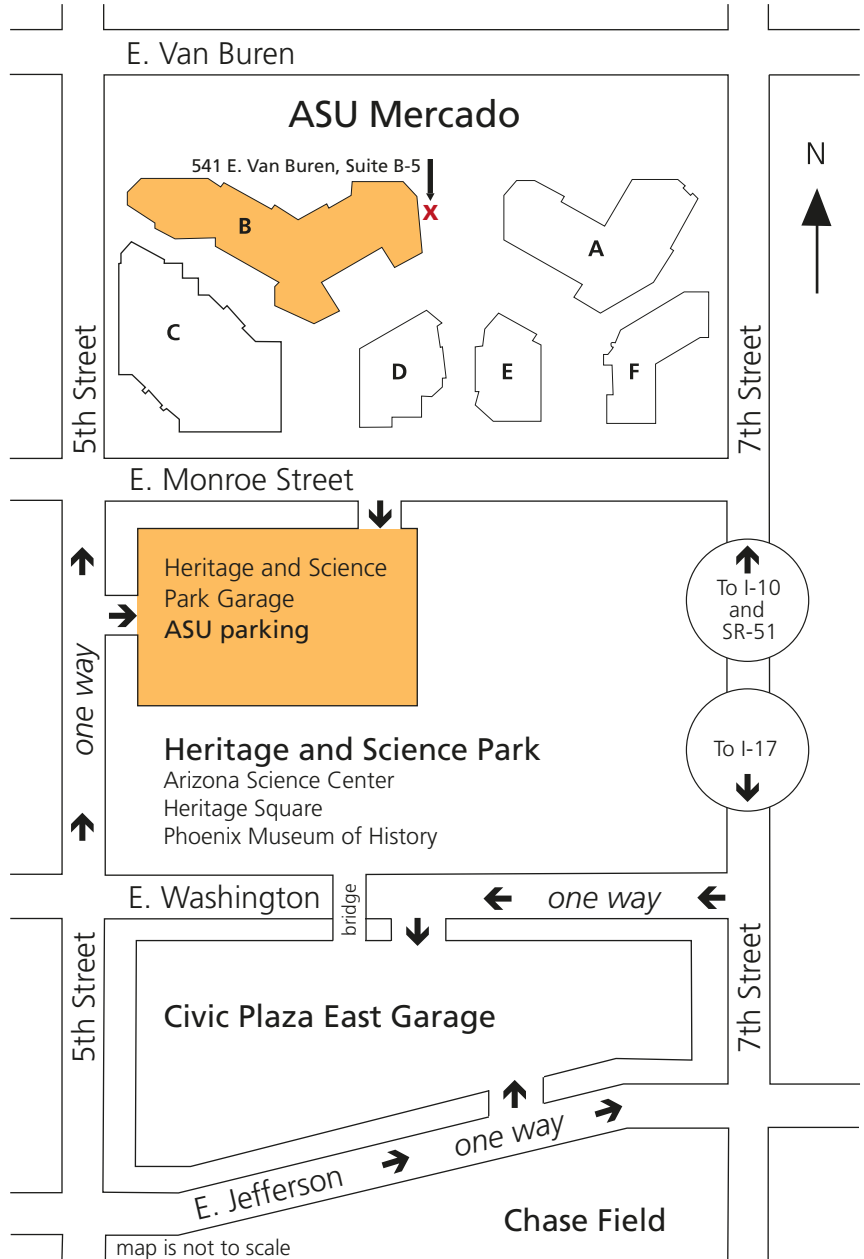 E. Van Buren
ASU Mercado
541 E. Van Buren, Suite B-5
X
N
B
A
C
D
E
F
5th Street
7th Street
E. Monroe Street
Heritage and Science
Park Garage
ASU parking
To I-10
and
SR-51
one way
Heritage and Science Park
Arizona Science Center
Heritage Square
Phoenix Museum of History
To I-17
E. Washington
bridge
one way
5th Street
7th Street
Civic Plaza East Garage
one way
E. Jefferson
Chase Field
map is not to scale